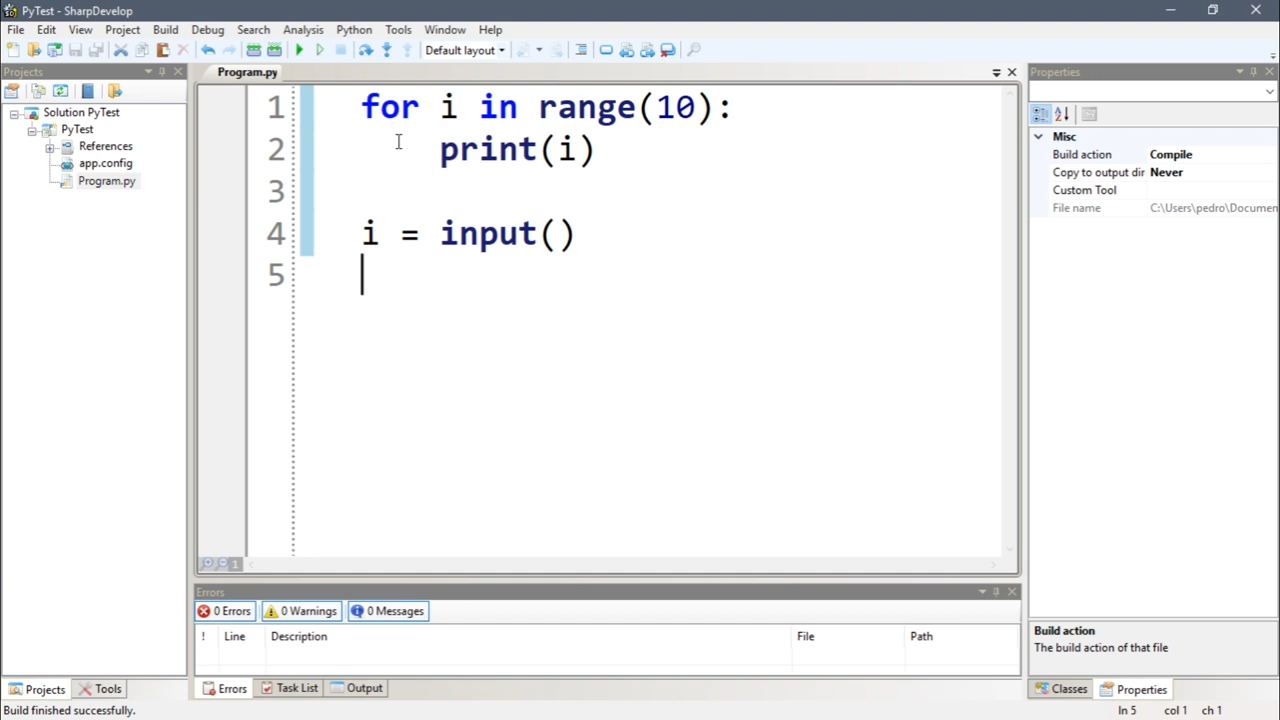 PyTest - SharpDevelop
File Edit View Project Build Debug Search Analysis Python Tools Window Help
Default layout
Projects
Program.py
Properties
Solution PyTest
PyTest
References
app.config
Program.py
1 for i in range(10):
2 print(i)
3
4 i = input()
5
Misc
Build action Compile
Copy to output dir Never
Custom Tool
File name C:\Users\pedro\Documen
1
Errors
0 Errors 0 Warnings 0 Messages
! Line Description File Path
Build action
The build action of that file
Projects Tools
Errors Task List Output
Classes Properties
Build finished successfully.
ln 5 col 1 ch 1